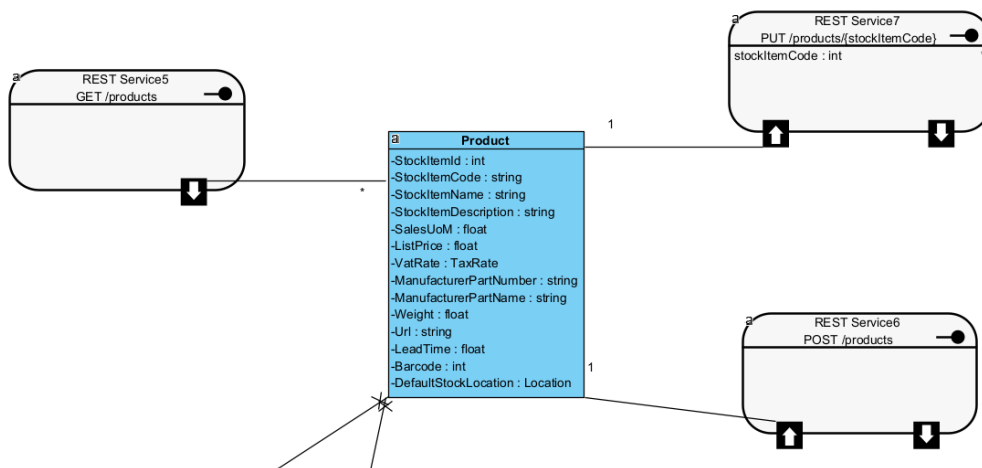 a
REST Service5
GET /products
a
REST Service7
PUT /products/{stockItemCode}
stockItemCode : int
1
*
a
Product
-StockItemId : int
-StockItemCode : string
-StockItemName : string
-StockItemDescription : string
-SalesUoM : float
-ListPrice : float
-VatRate : TaxRate
-ManufacturerPartNumber : string
-ManufacturerPartName : string
-Weight : float
-Url : string
-LeadTime : float
-Barcode : int
-DefaultStockLocation : Location
1
a
REST Service6
POST /products